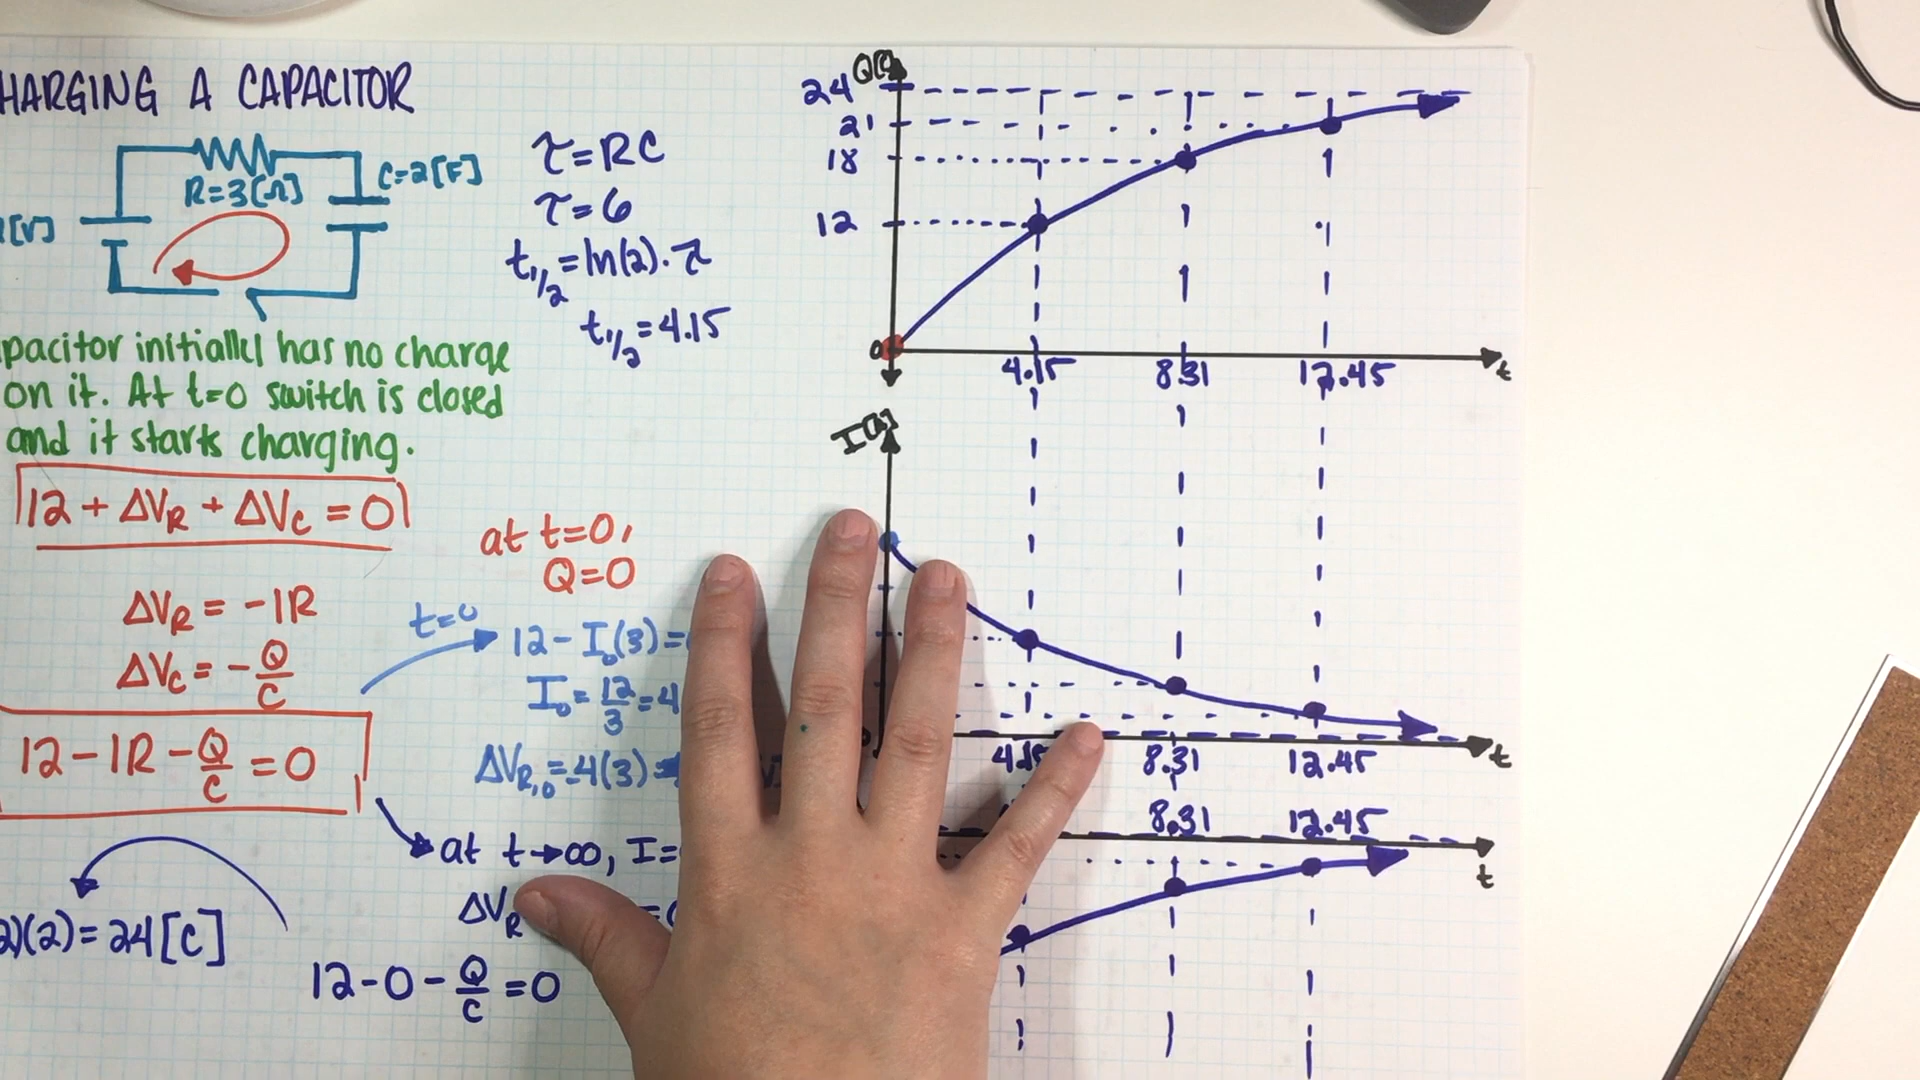 HARGING A CAPACITOR
R=3[Ω]
C=2[F]
[V]
τ=RC
τ=6
t1/2=ln(2)·τ
t1/2=4.15
pacitor initially has no charge
on it. At t=0 switch is closed
and it starts charging.
12+ΔVR+ΔVC=0
ΔVR=-IR
ΔVC=-Q/C
12-IR-Q/C=0
at t=0,
Q=0
t=0
12-I0(3)=
I0=12/3=4
ΔVR,0=-4(3)=
at t→∞, I=
ΔVR
12-0-Q/C=0
)(2)=24[C]
24
21
18
12
0
4.15 8.31 12.45 t
4.15 8.31 12.45 t
8.31 12.45
t